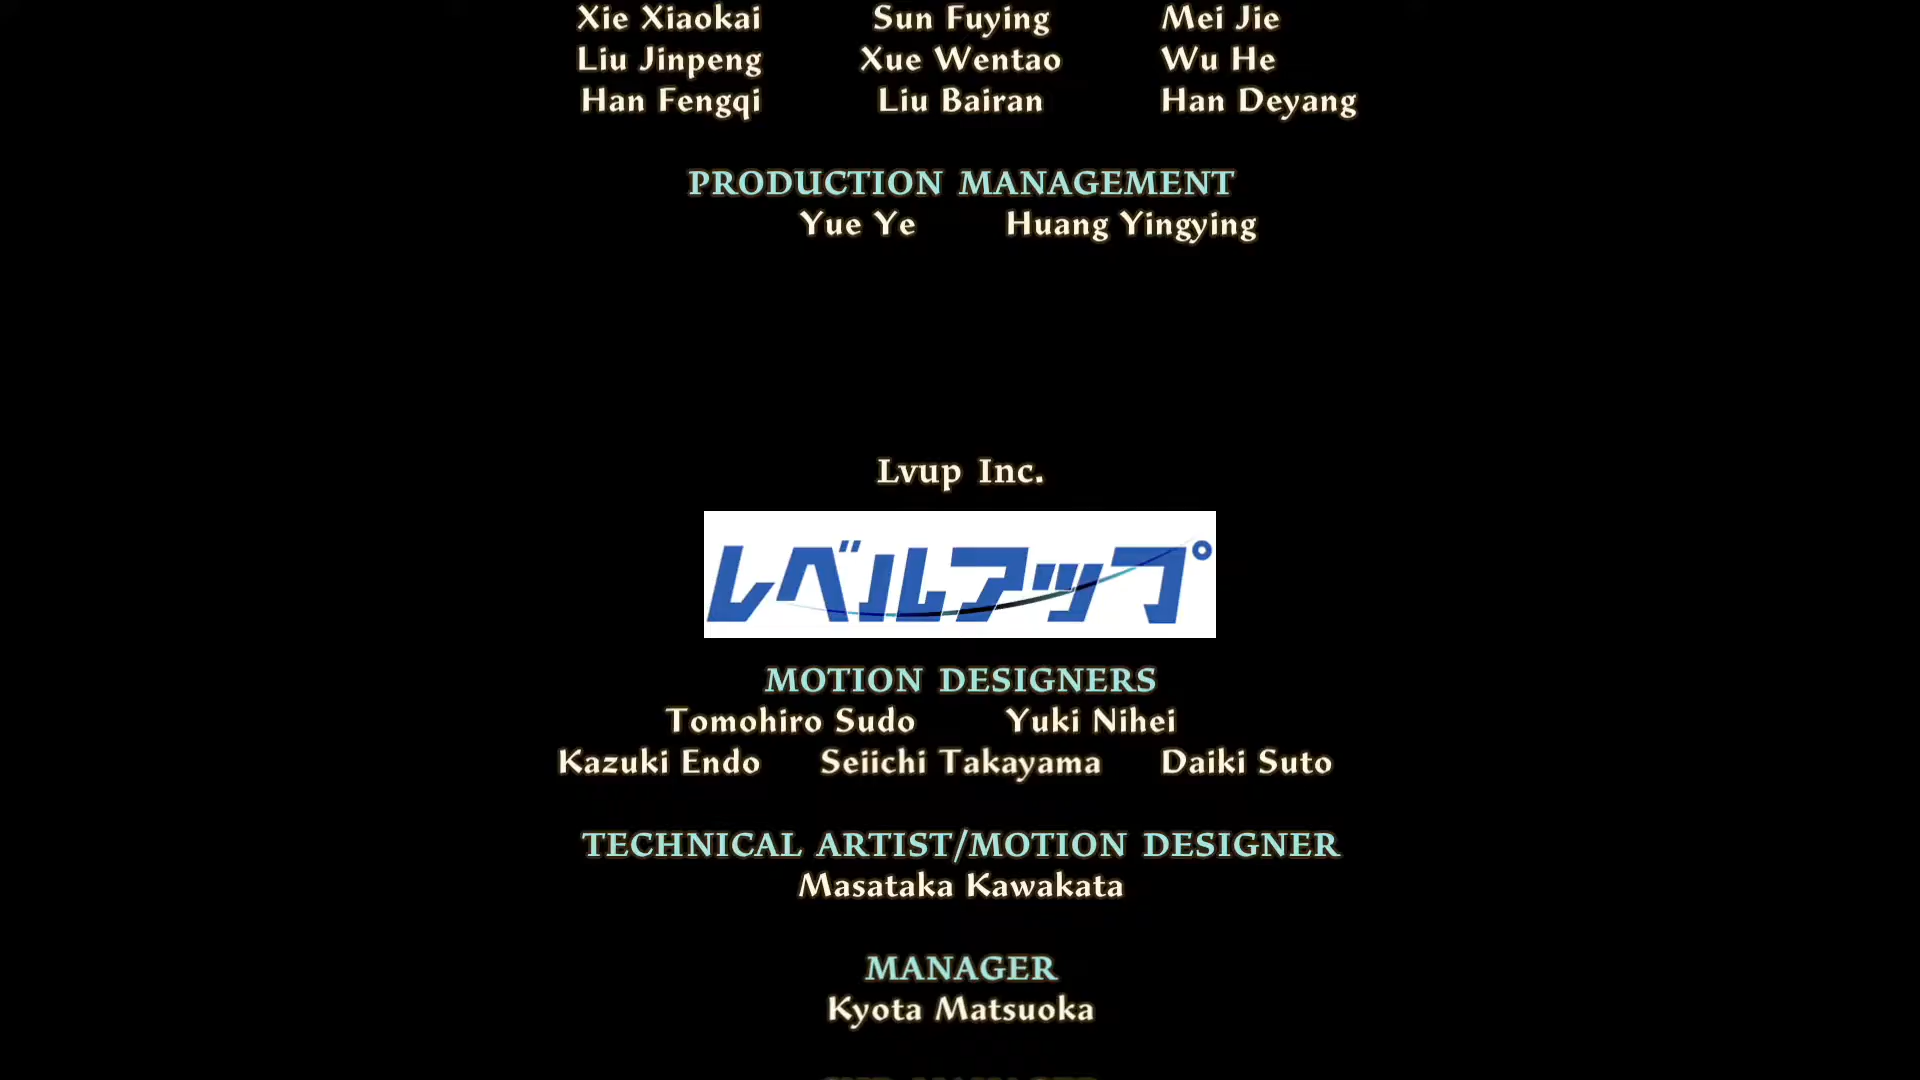 Xie Xiaokai Sun Fuying Mei Jie
Liu Jinpeng Xue Wentao Wu He
Han Fengqi Liu Bairan Han Deyang
PRODUCTION MANAGEMENT
Yue Ye Huang Yingying
Lvup Inc.
レベルアップ
MOTION DESIGNERS
Tomohiro Sudo Yuki Nihei
Kazuki Endo Seiichi Takayama Daiki Suto
TECHNICAL ARTIST/MOTION DESIGNER
Masataka Kawakata
MANAGER
Kyota Matsuoka